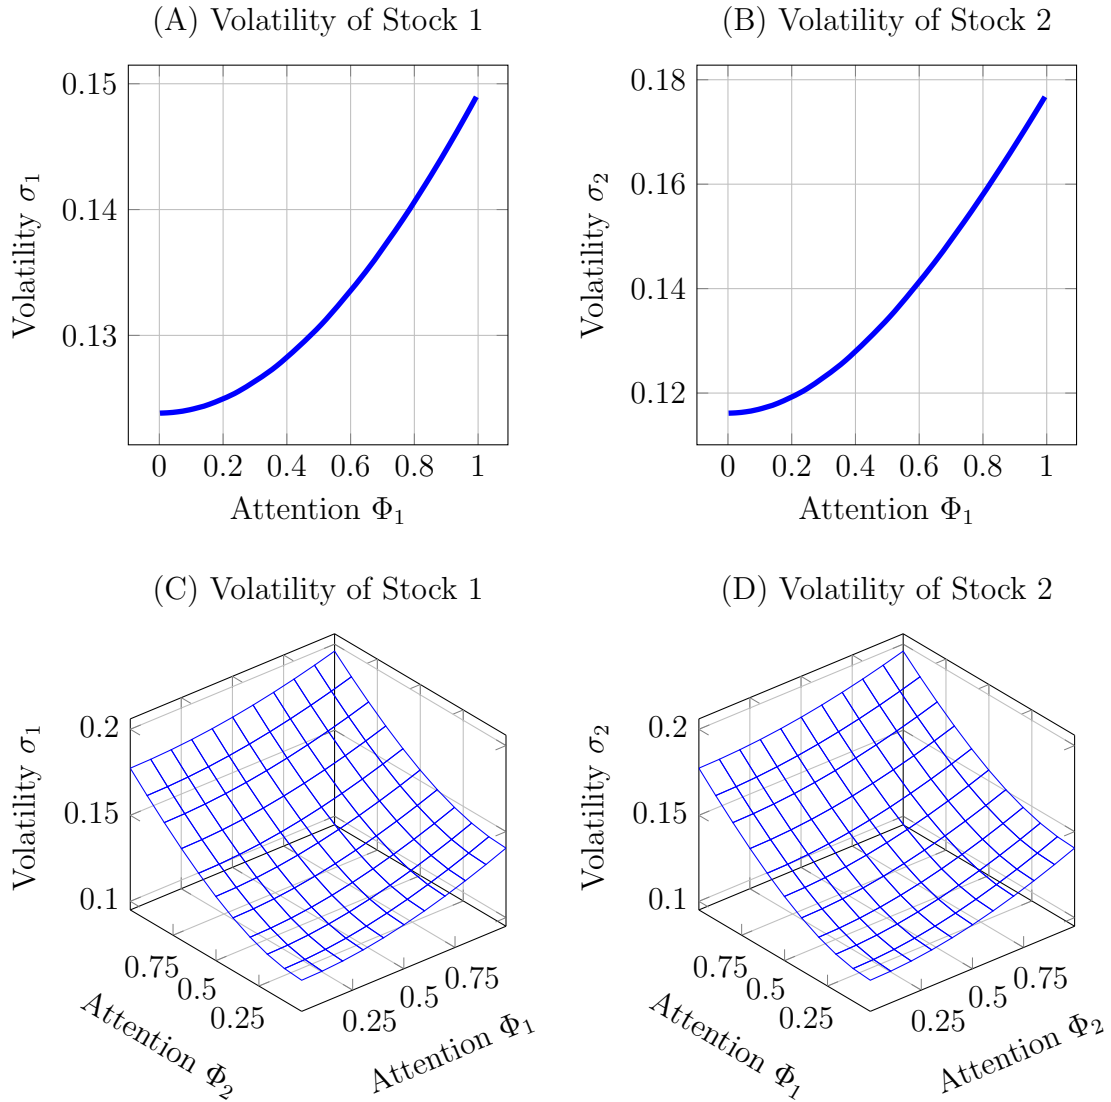 (A) Volatility of Stock 1
0.15
0.14
0.13
Volatility σ₁
0 0.2 0.4 0.6 0.8 1
Attention Φ₁
(B) Volatility of Stock 2
0.18
0.16
0.14
0.12
Volatility σ₂
0 0.2 0.4 0.6 0.8 1
Attention Φ₁
(C) Volatility of Stock 1
0.2
0.15
0.1
Volatility σ₁
0.75
0.5
0.25
Attention Φ₂
0.25
0.5
0.75
Attention Φ₁
(D) Volatility of Stock 2
0.2
0.15
0.1
Volatility σ₂
0.75
0.5
0.25
Attention Φ₁
0.25
0.5
0.75
Attention Φ₂